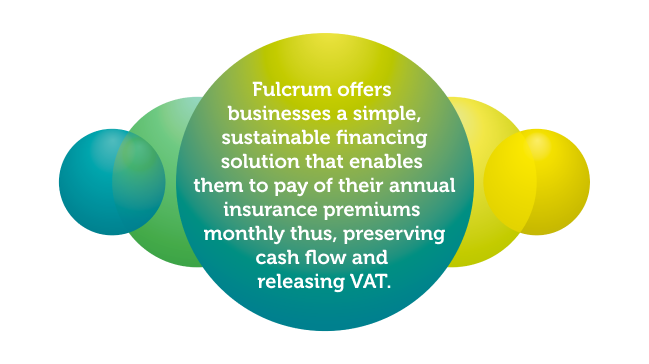 Fulcrum offers
businesses a simple,
sustainable financing
solution that enables
them to pay of their annual
insurance premiums
monthly thus, preserving
cash flow and
releasing VAT.